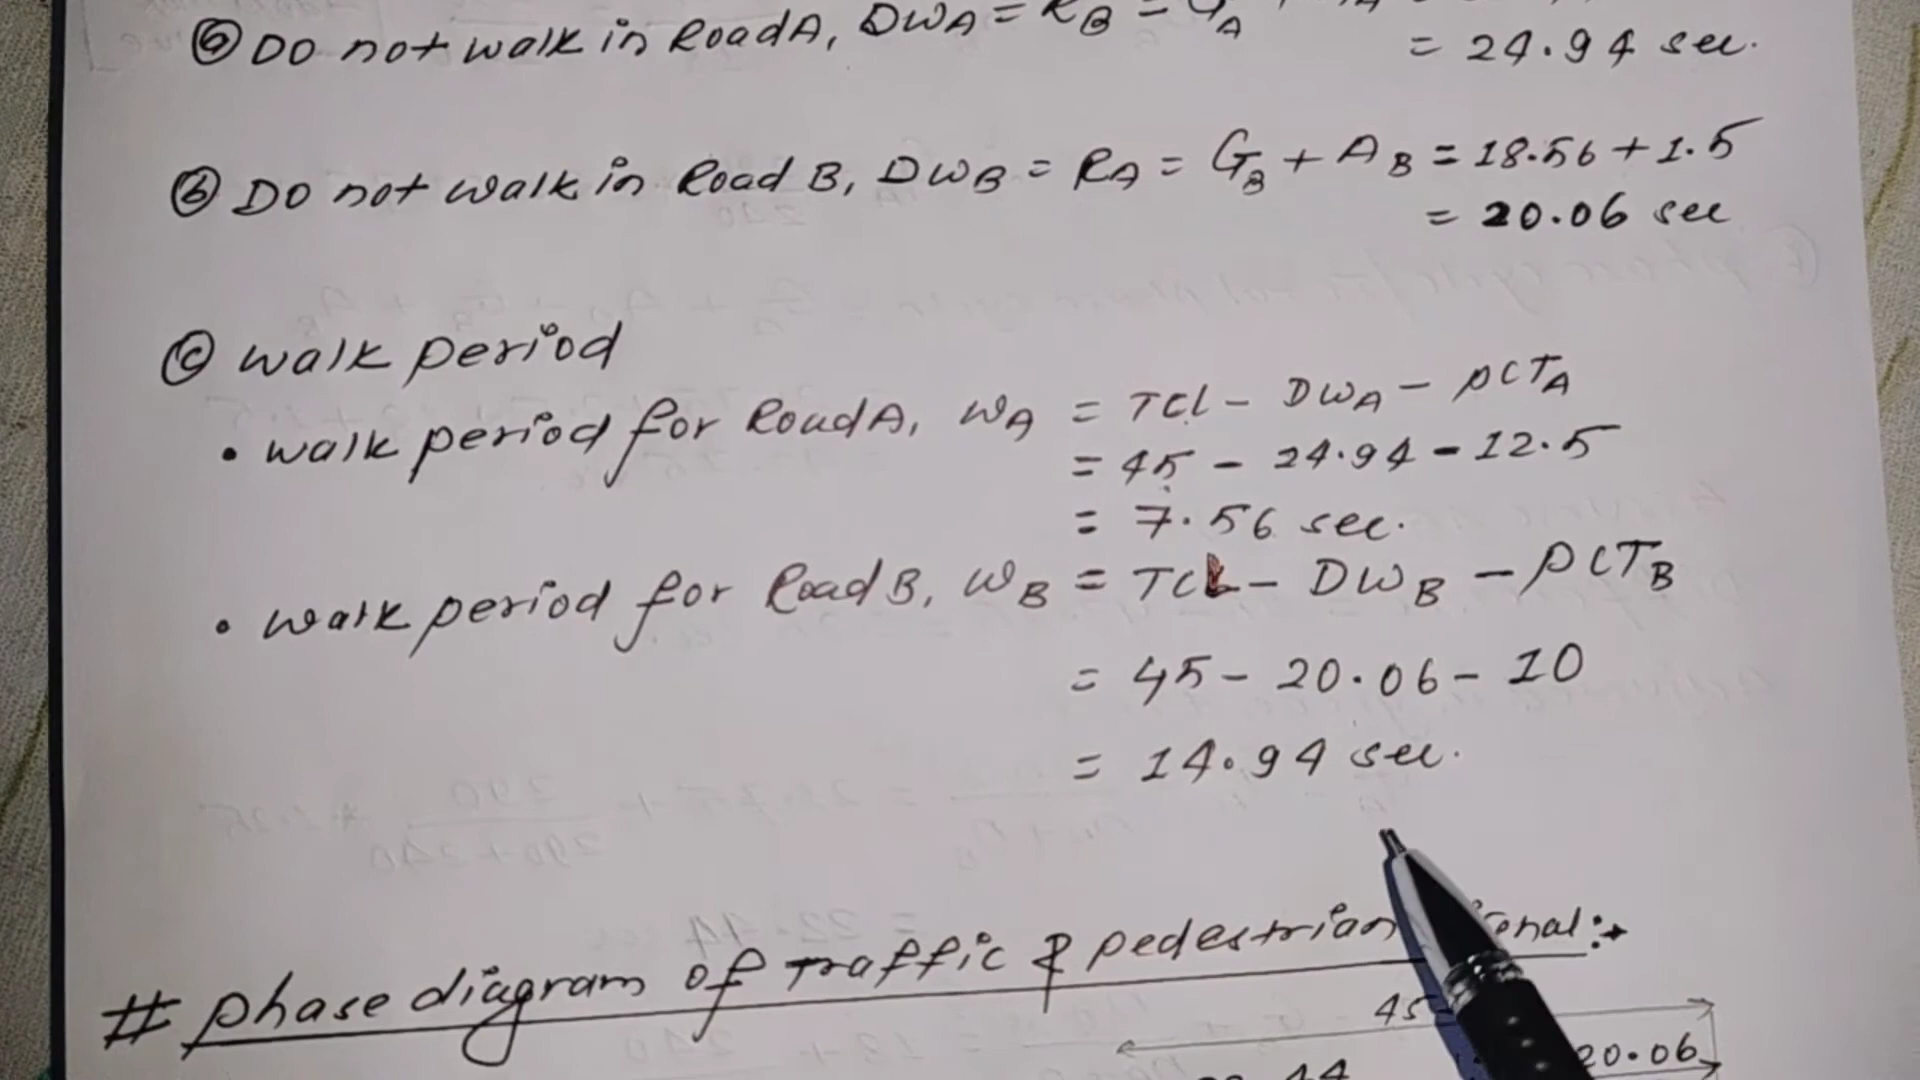 ⓐ Do not walk in Road A, DWA = RB = GA
= 24.94 sec.
ⓑ Do not walk in Road B, DWB = RA = GB + AB = 18.56 + 1.5
= 20.06 sec
ⓒ walk period
• walk period for Road A, WA = TCL - DWA - PCTA
= 45 - 24.94 - 12.5
= 7.56 sec.
• walk period for Road B, WB = TCL - DWB - PCTB
= 45 - 20.06 - 10
= 14.94 sec.
# phase diagram of traffic & pedestrian :-
45
20.06